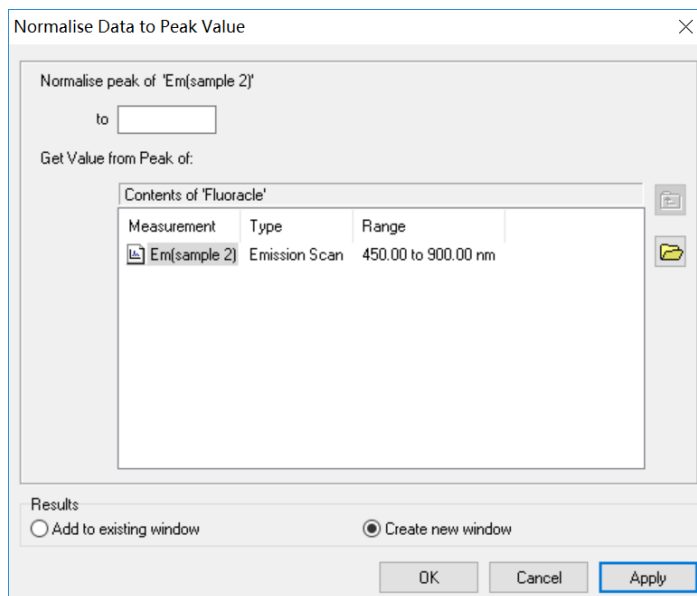 Normalise Data to Peak Value
Normalise peak of 'Em(sample 2)'
to
Get Value from Peak of:
Contents of 'Fluoracle'
Measurement Type Range
Em(sample 2) Emission Scan 450.00 to 900.00 nm
Results
Add to existing window Create new window
OK Cancel Apply